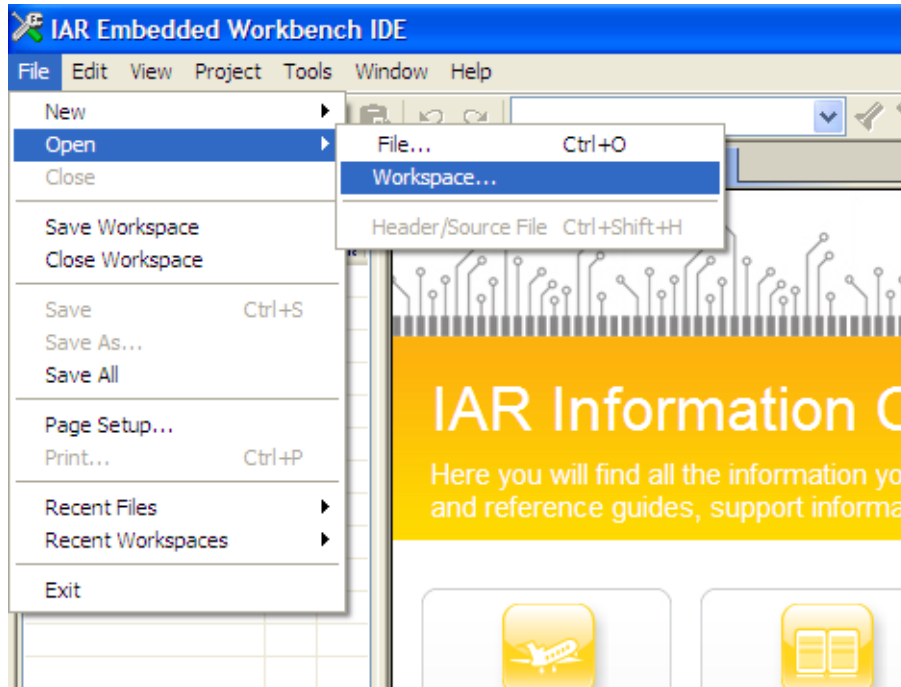 IAR Embedded Workbench IDE
File Edit View Project Tools Window Help
New
Open
File... Ctrl+O
Close
Workspace...
Save Workspace
Header/Source File Ctrl+Shift+H
Close Workspace
Save Ctrl+S
Save As...
Save All
Page Setup...
IAR Information
Print... Ctrl+P
Here you will find all the information yo
Recent Files
and reference guides, support informa
Recent Workspaces
Exit